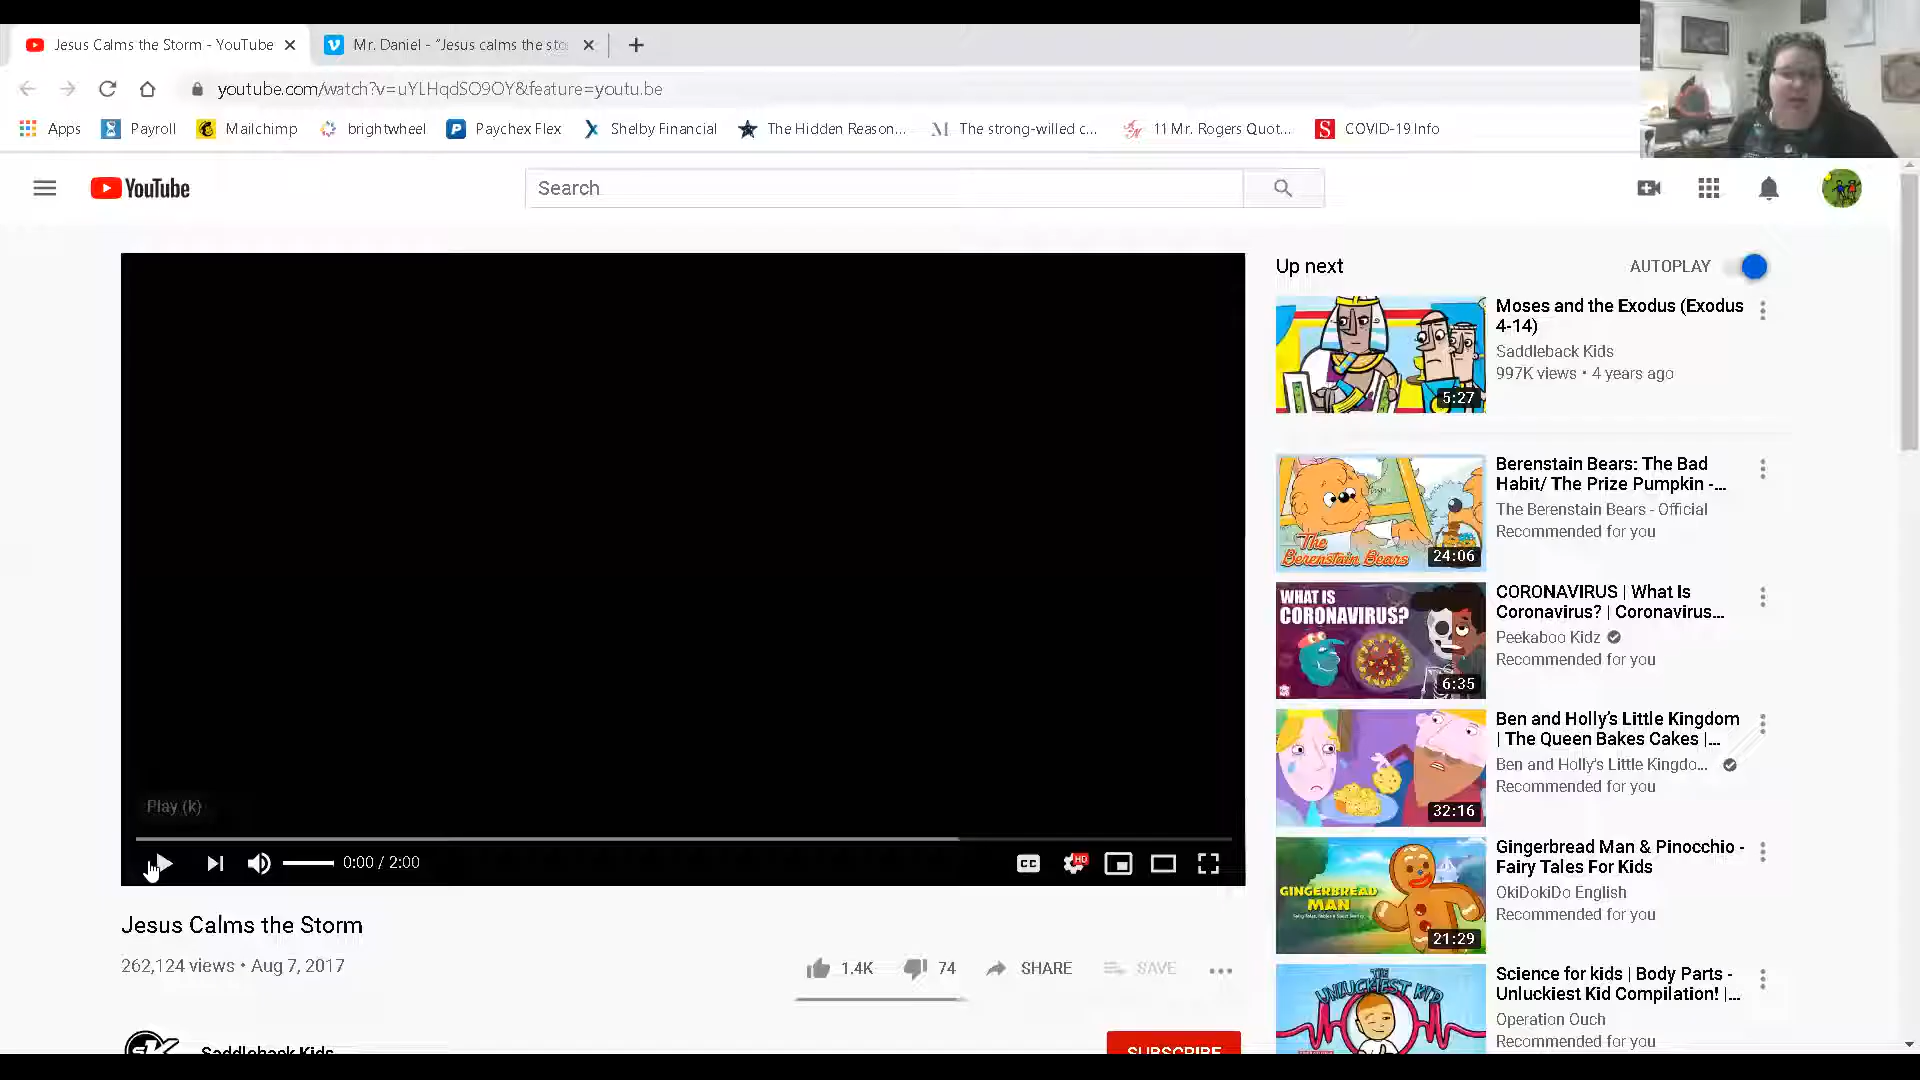 Jesus Calms the Storm - YouTube
Mr. Daniel - "Jesus calms the sto
youtube.com/watch?v=uYLHqdSO9OY&feature=youtu.be
Apps
Payroll
Mailchimp
brightwheel
Paychex Flex
Shelby Financial
The Hidden Reason...
The strong-willed c...
11 Mr. Rogers Quot...
COVID-19 Info
YouTube
Search
Up next
AUTOPLAY
Moses and the Exodus (Exodus
4-14)
Saddleback Kids
997K views • 4 years ago
5:27
Berenstain Bears: The Bad
Habit/ The Prize Pumpkin -...
The Berenstain Bears - Official
Recommended for you
The
Berenstain Bears
24:06
WHAT IS
CORONAVIRUS?
6:35
CORONAVIRUS | What Is
Coronavirus? | Coronavirus...
Peekaboo Kidz
Recommended for you
Ben and Holly's Little Kingdom
| The Queen Bakes Cakes |...
Ben and Holly's Little Kingdo...
Recommended for you
32:16
Gingerbread Man & Pinocchio -
Fairy Tales For Kids
OkiDokiDo English
Recommended for you
GINGERBREAD
MAN
21:29
Science for kids | Body Parts -
Unluckiest Kid Compilation! |...
Operation Ouch
Recommended for you
THE
UNLUCKIEST KID
Play (k)
0:00 / 2:00
CC
HD
Jesus Calms the Storm
262,124 views • Aug 7, 2017
1.4K
74
SHARE
SAVE
Saddleback Kids
SUBSCRIBE